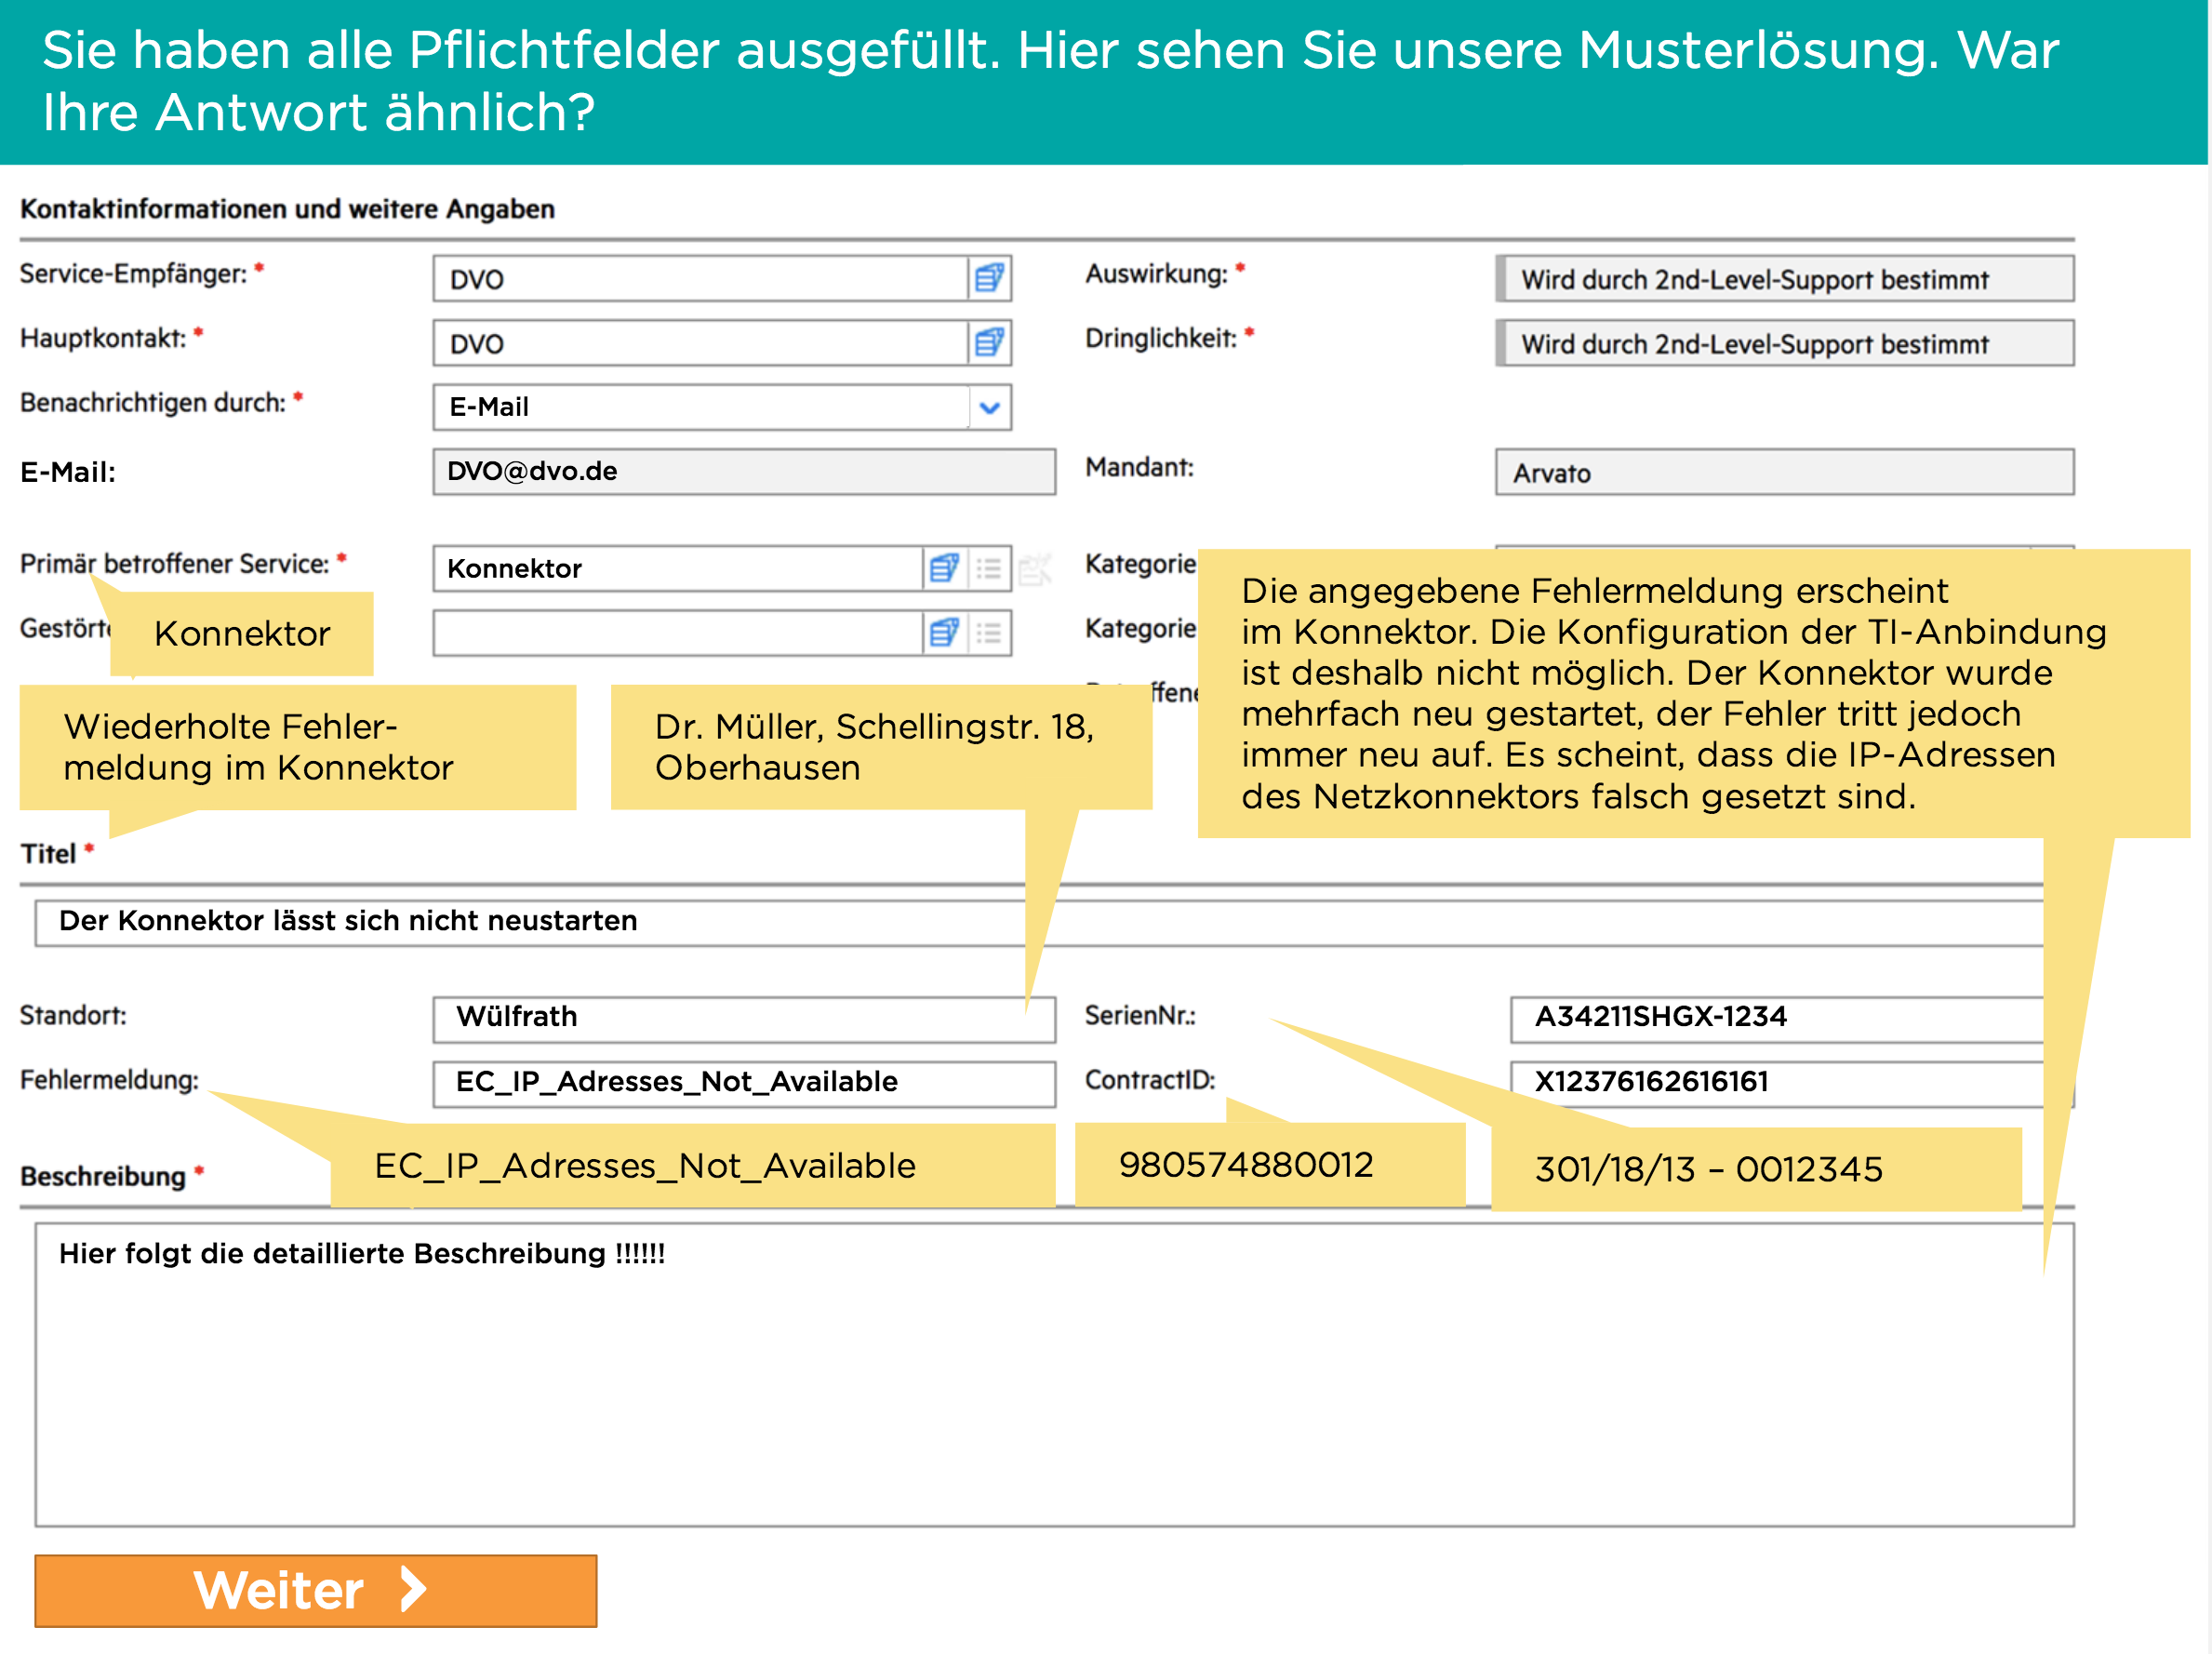 Sie haben alle Pflichtfelder ausgefüllt. Hier sehen Sie unsere Musterlösung. War
Ihre Antwort ähnlich?
Kontaktinformationen und weitere Angaben
Service-Empfänger: *
DVO
Auswirkung: *
Wird durch 2nd-Level-Support bestimmt
Hauptkontakt: *
DVO
Dringlichkeit: *
Wird durch 2nd-Level-Support bestimmt
Benachrichtigen durch: *
E-Mail
E-Mail:
DVO@dvo.de
Mandant:
Arvato
Primär betroffener Service: *
Konnektor
Kategorie
Konnektor
Kategorie
Die angegebene Fehlermeldung erscheint
im Konnektor. Die Konfiguration der TI-Anbindung
ist deshalb nicht möglich. Der Konnektor wurde
mehrfach neu gestartet, der Fehler tritt jedoch
immer neu auf. Es scheint, dass die IP-Adressen
des Netzkonnektors falsch gesetzt sind.
Wiederholte Fehler-
meldung im Konnektor
Dr. Müller, Schellingstr. 18,
Oberhausen
Titel *
Der Konnektor lässt sich nicht neustarten
Standort:
Wülfrath
SerienNr.:
A34211SHGX-1234
Fehlermeldung:
EC_IP_Adresses_Not_Available
ContractID:
X12376162616161
EC_IP_Adresses_Not_Available
980574880012
301/18/13 – 0012345
Beschreibung *
Hier folgt die detaillierte Beschreibung !!!!!!
Weiter